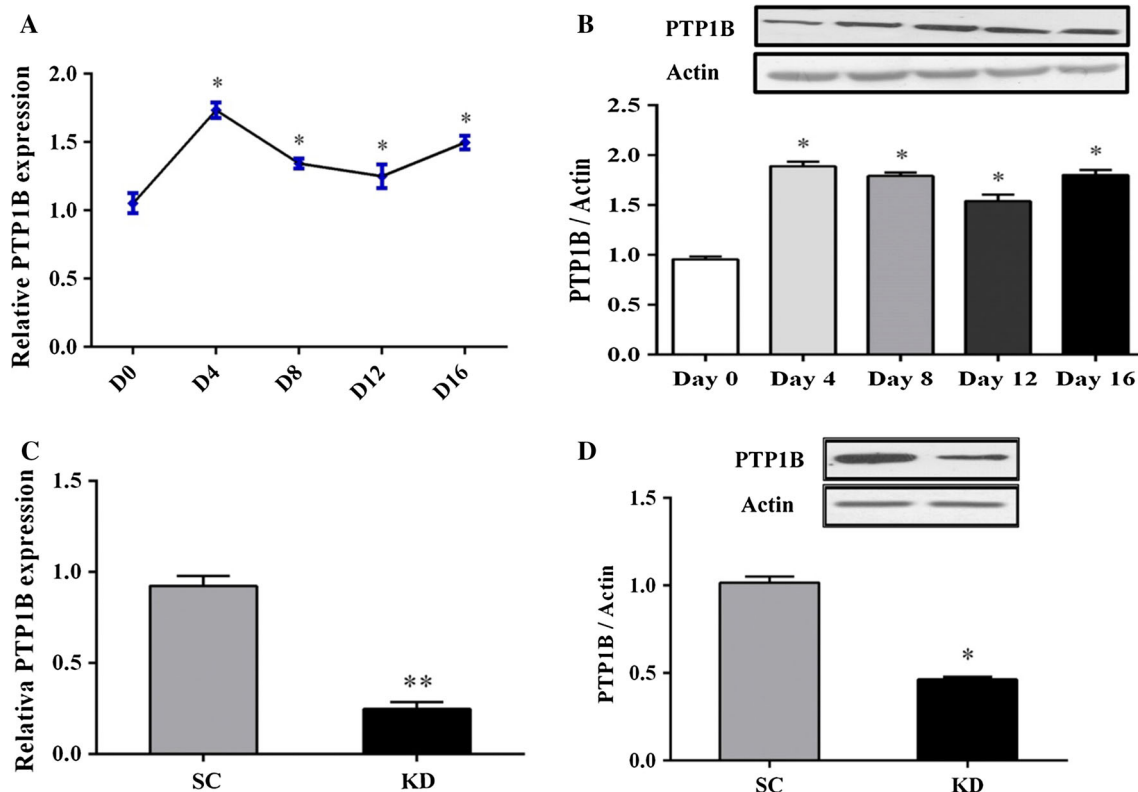 A
Relative PTP1B expression
2.0
1.5
1.0
0.5
0.0
*
*
*
*
D0
D4
D8
D12
D16
B
PTP1B
Actin
PTP1B / Actin
2.5
2.0
1.5
1.0
0.5
0.0
*
*
*
*
Day 0
Day 4
Day 8
Day 12
Day 16
C
Relativa PTP1B expression
1.5
1.0
0.5
0.0
**
SC
KD
D
PTP1B
Actin
PTP1B / Actin
1.5
1.0
0.5
0.0
*
SC
KD